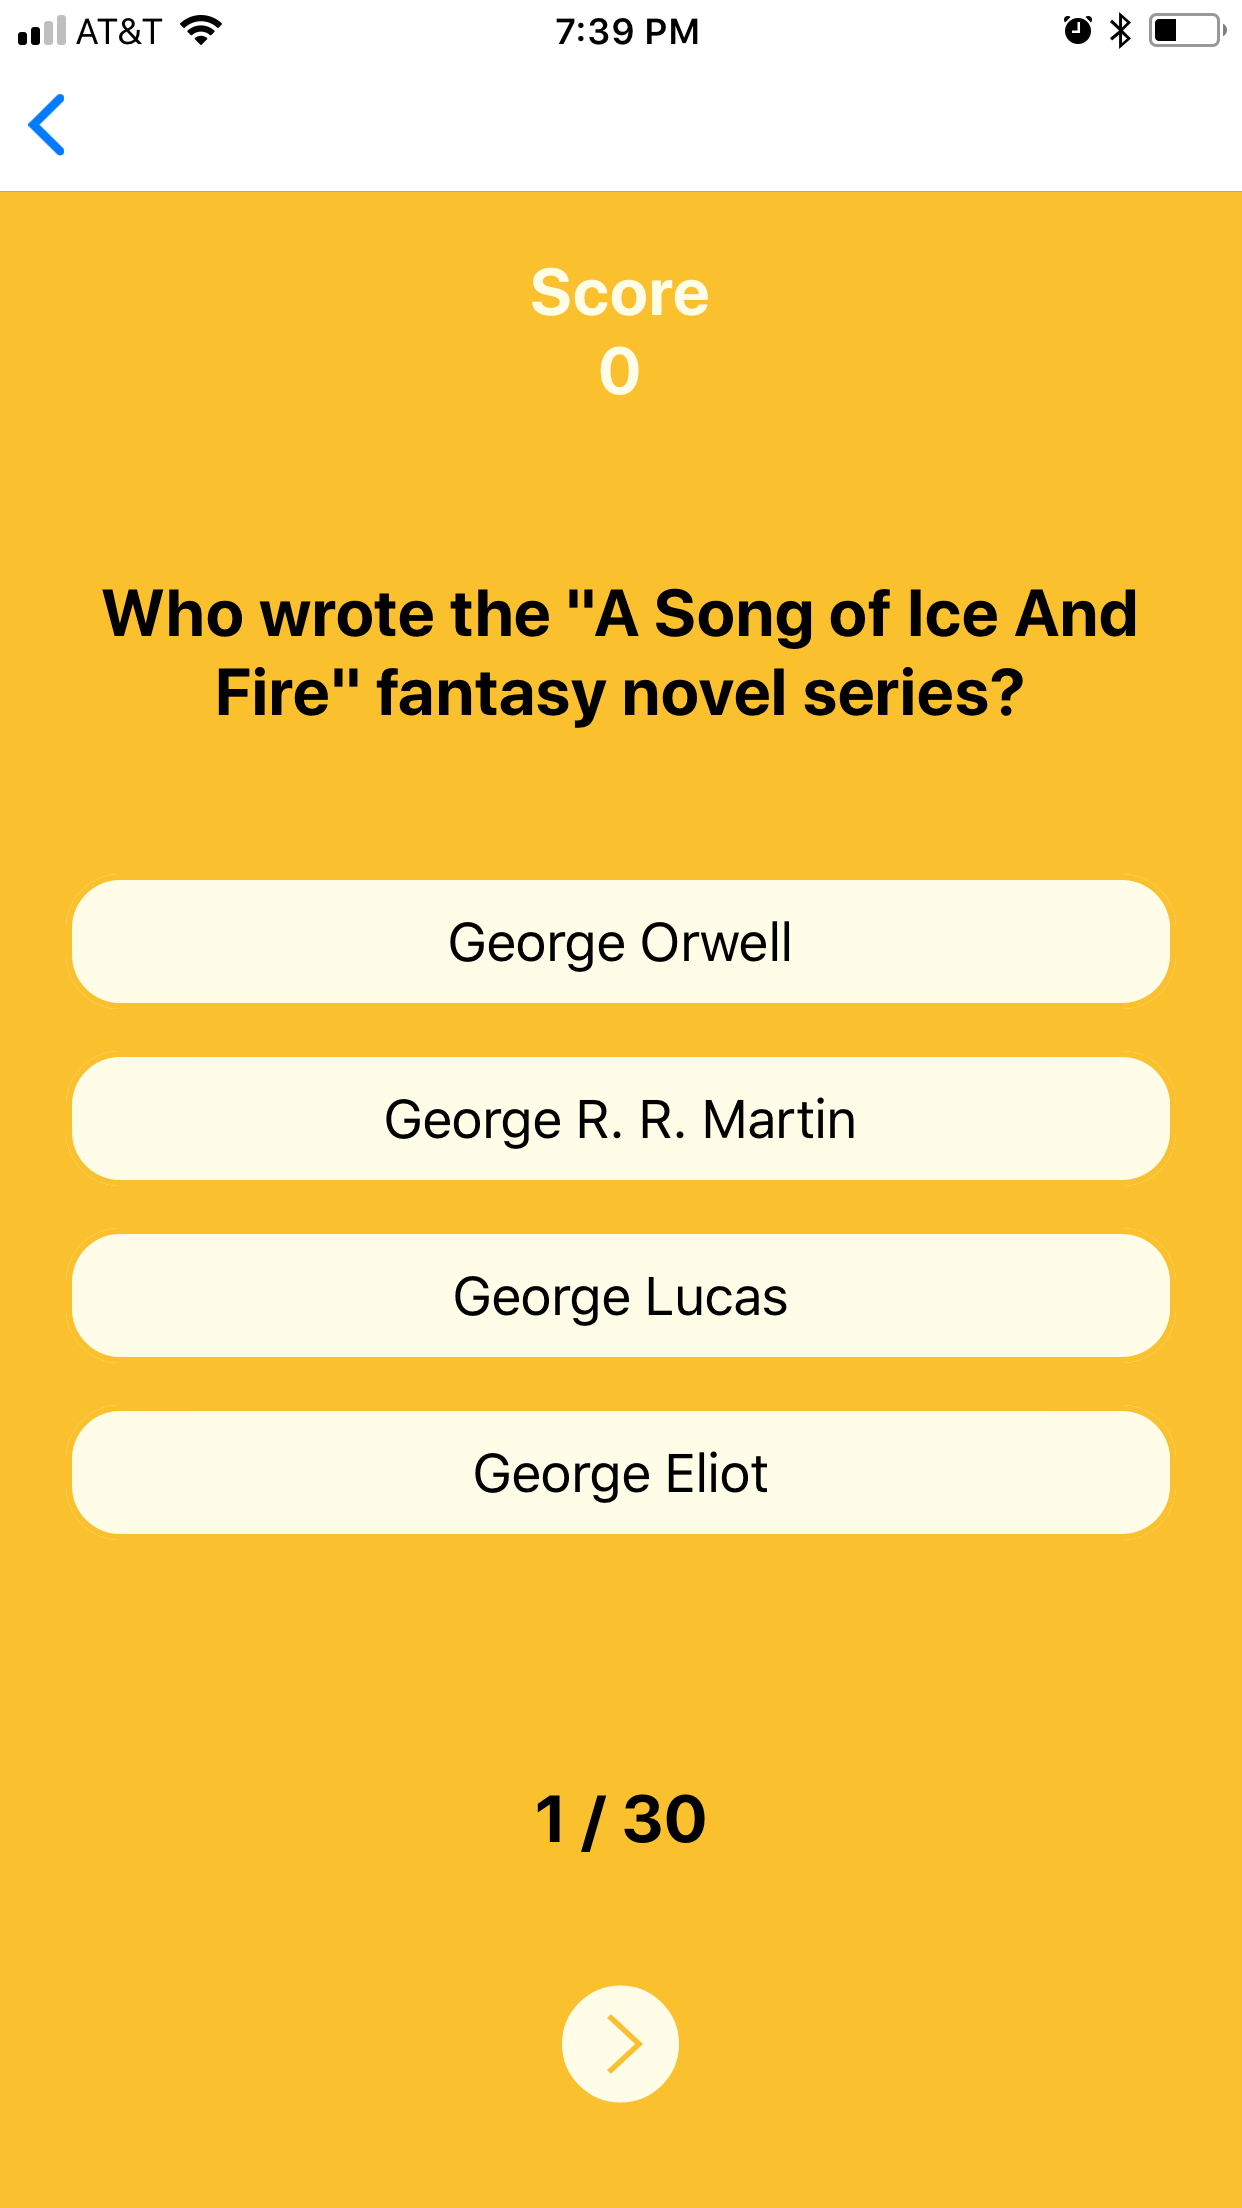 AT&T 7:39 PM
Score
0
Who wrote the "A Song of Ice And
Fire" fantasy novel series?
George Orwell
George R. R. Martin
George Lucas
George Eliot
1 / 30